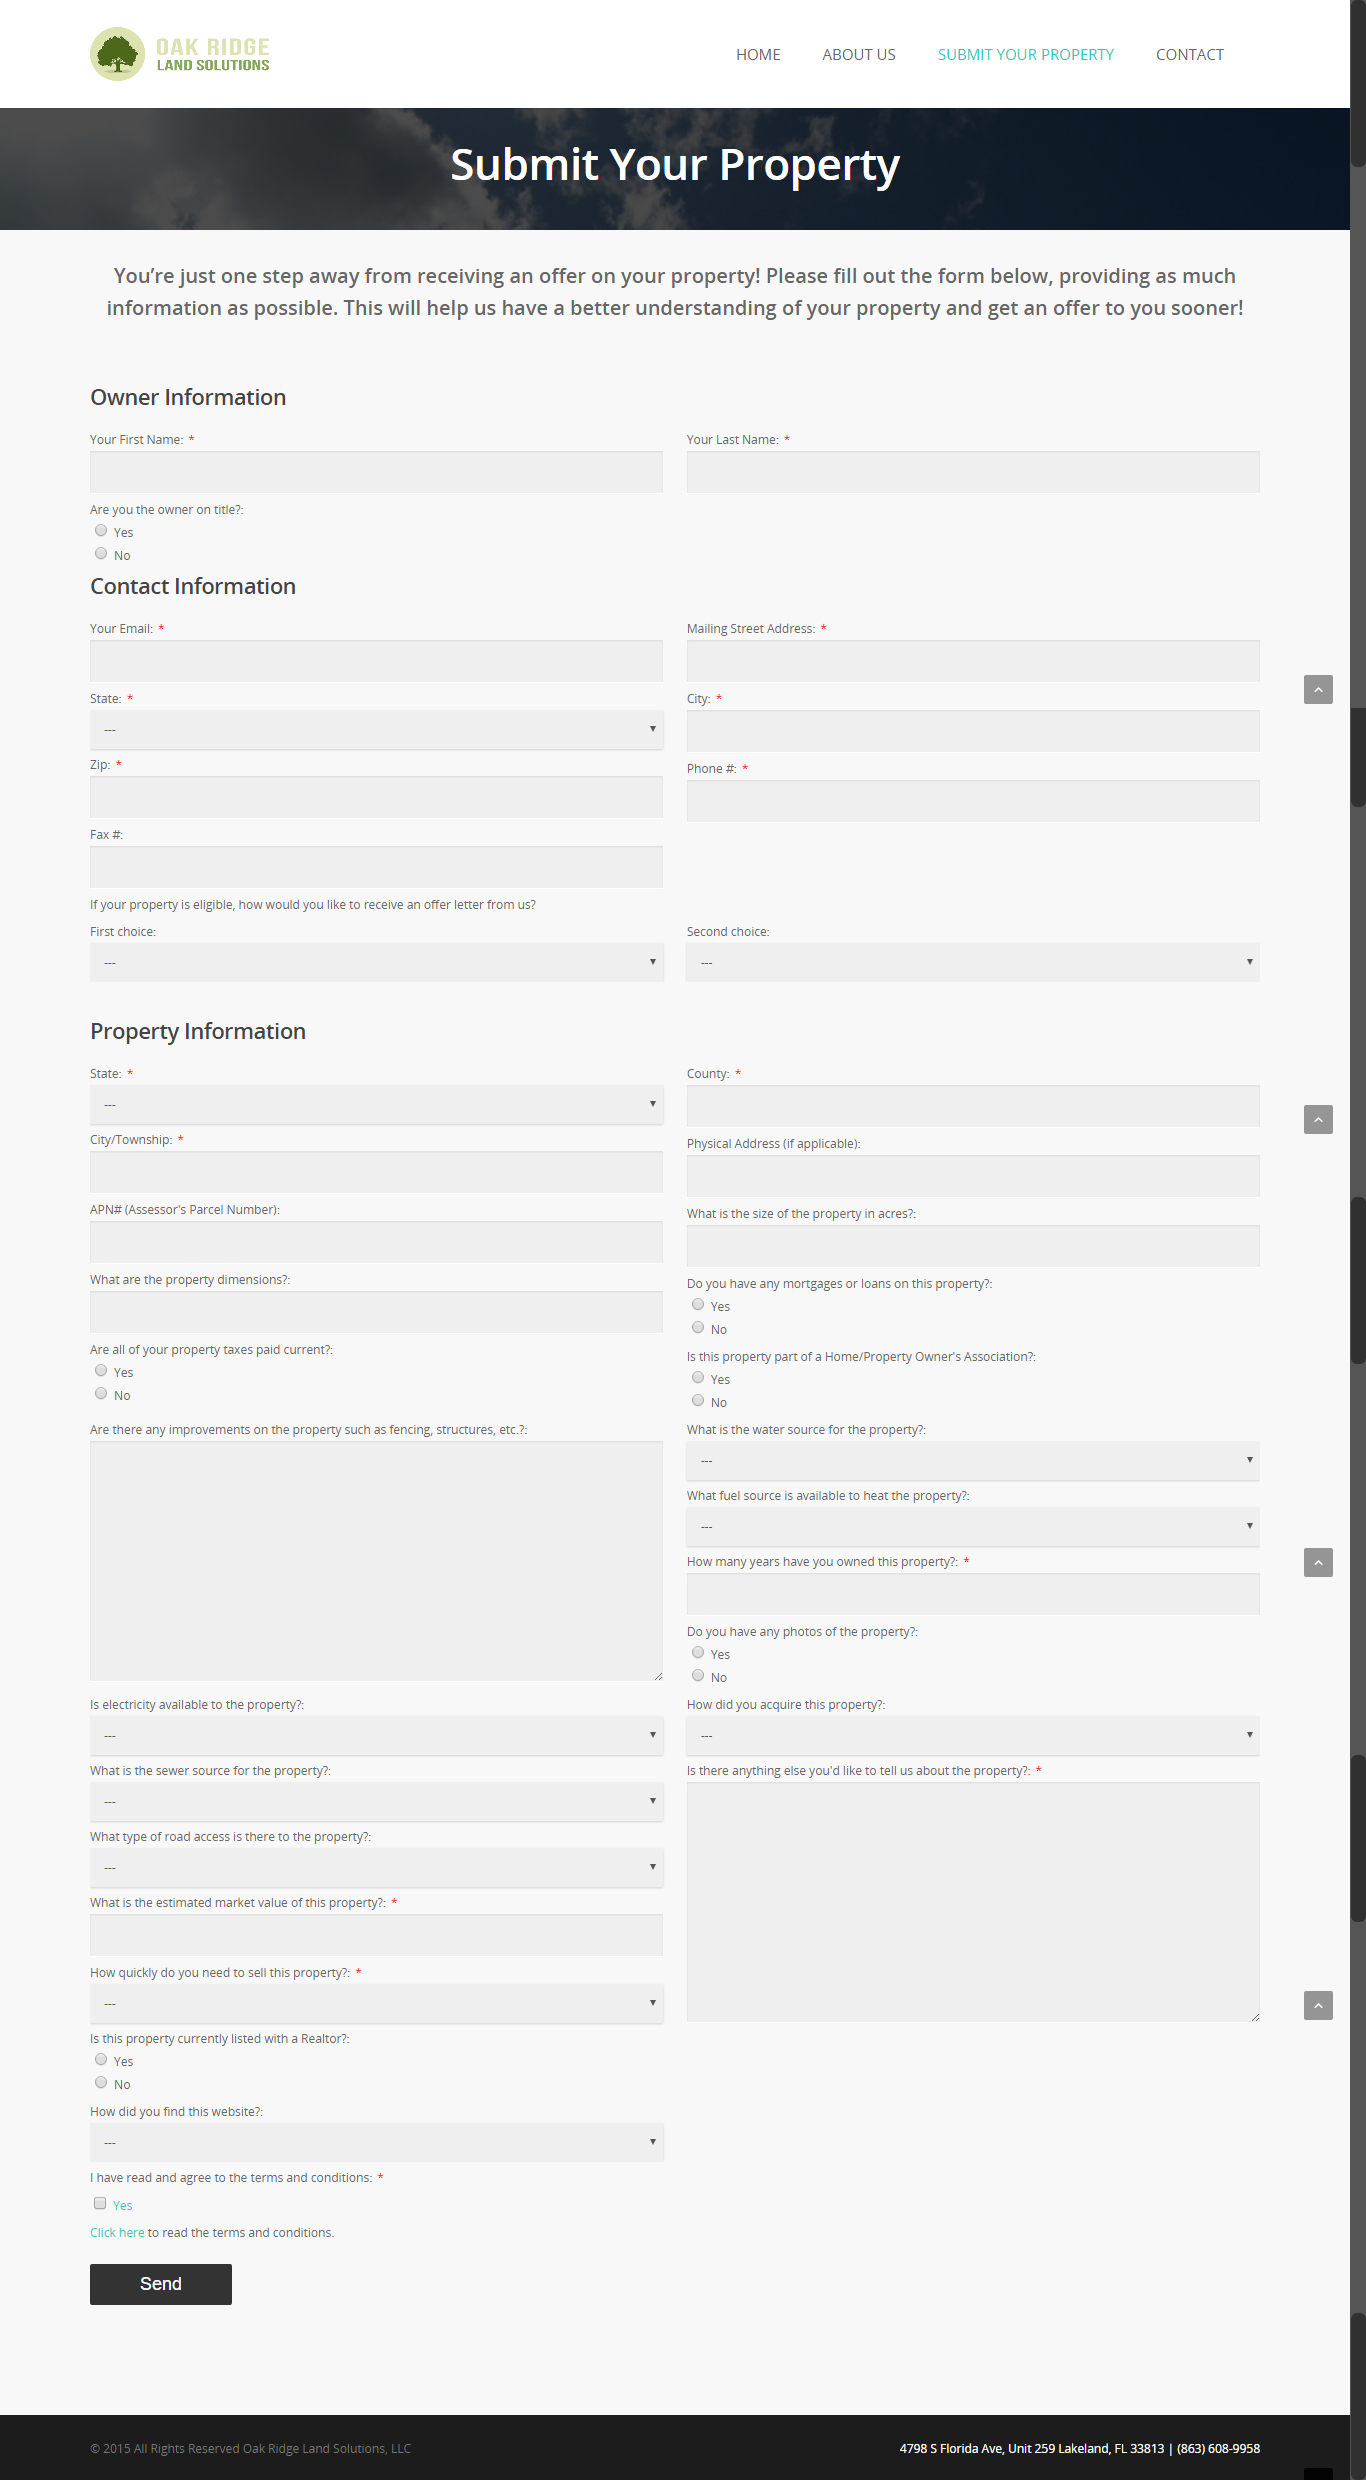 OAK RIDGE
LAND SOLUTIONS
HOME ABOUT US SUBMIT YOUR PROPERTY CONTACT
Submit Your Property
You’re just one step away from receiving an offer on your property! Please fill out the form below, providing as much
information as possible. This will help us have a better understanding of your property and get an offer to you sooner!
Owner Information
Your First Name: * Your Last Name: *
Are you the owner on title?:
Yes
No
Contact Information
Your Email: * Mailing Street Address: *
State: * City: *
---
Zip: * Phone #: *
Fax #:
If your property is eligible, how would you like to receive an offer letter from us?
First choice: Second choice:
--- ---
Property Information
State: * County: *
---
City/Township: * Physical Address (if applicable):
APN# (Assessor's Parcel Number): What is the size of the property in acres?:
What are the property dimensions?: Do you have any mortgages or loans on this property?:
Yes
No
Are all of your property taxes paid current?: Is this property part of a Home/Property Owner's Association?:
Yes Yes
No No
Are there any improvements on the property such as fencing, structures, etc.?: What is the water source for the property?:
---
What fuel source is available to heat the property?:
---
How many years have you owned this property?: *
Do you have any photos of the property?:
Yes
No
Is electricity available to the property?: How did you acquire this property?:
--- ---
What is the sewer source for the property?: Is there anything else you'd like to tell us about the property?: *
---
What type of road access is there to the property?:
---
What is the estimated market value of this property?: *
How quickly do you need to sell this property?: *
---
Is this property currently listed with a Realtor?:
Yes
No
How did you find this website?:
---
I have read and agree to the terms and conditions: *
Yes
Click here to read the terms and conditions.
Send
© 2015 All Rights Reserved Oak Ridge Land Solutions, LLC 4798 S Florida Ave, Unit 259 Lakeland, FL 33813 | (863) 608-9958